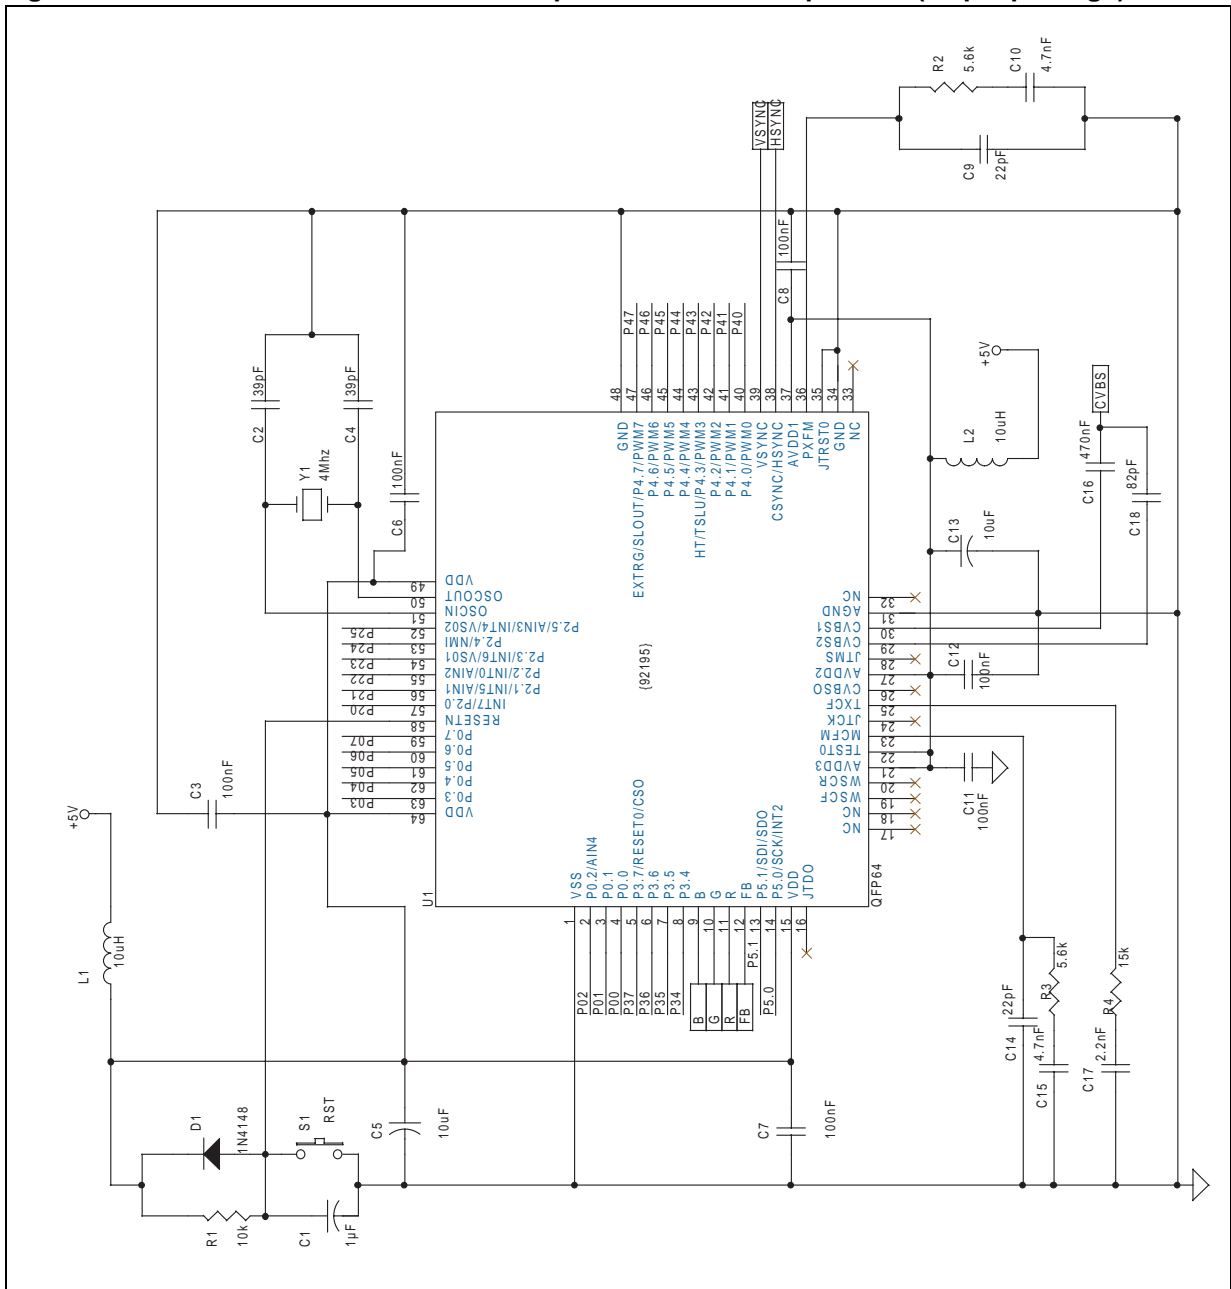 R2
5.6k
C10
4.7nF
C9
22pF
VSYNC
HSYNC
C2
39pF
C4
39pF
Y1
4Mhz
C6
100nF
C8
100nF
P47
P46
P45
P44
P43
P42
P41
P40
48
47
46
45
44
43
42
41
40
39
38
37
36
35
34
33
GND
EXTRG/SLOUT/P4.7/PWM7
P4.6/PWM6
P4.5/PWM5
P4.4/PWM4
HT/TSLU/P4.3/PWM3
P4.2/PWM2
P4.1/PWM1
P4.0/PWM0
VSYNC
CSYNC/HSYNC
AVDD1
PXFM
JTRST0
GND
NC
+5V
L2
10uH
CVBS
C16
470nF
C18
82pF
C13
10uF
C12
100nF
C11
100nF
49
50
51
52
53
54
55
56
57
58
59
60
61
62
63
64
VDD
OSCOUT
OSCIN
P2.5/AIN3/INT4/VS02
P2.4/NMI
P2.3/INT6/VS01
P2.2/INT0/AIN2
P2.1/INT5/AIN1
INT7/P2.0
RESETN
P0.7
P0.6
P0.5
P0.4
P0.3
VDD
P25
P24
P23
P22
P21
P20
P07
P06
P05
P04
P03
{92195}
NC
AGND
CVBS1
CVBS2
JTMS
AVDD2
CVBSO
TXCF
JTCK
MCFM
TEST0
AVDD3
WSCR
WSCF
NC
NC
32
31
30
29
28
27
26
25
24
23
22
21
20
19
18
17
C3
100nF
+5V
L1
10uH
U1
QFP64
VSS
P0.2/AIN4
P0.1
P0.0
P3.7/RESET0/CSO
P3.6
P3.5
P3.4
B
G
R
FB
P5.1/SDI/SDO
P5.0/SCK/INT2
VDD
JTDO
1
2
3
4
5
6
7
8
9
10
11
12
13
14
15
16
P02
P01
P00
P37
P36
P35
P34
B
G
R
FB
P5.1
P5.0
C14
22pF
R3
5.6k
C15
4.7nF
R4
15k
C17
2.2nF
D1
1N4148
S1
RST
C5
10uF
C7
100nF
R1
10k
C1
1µF